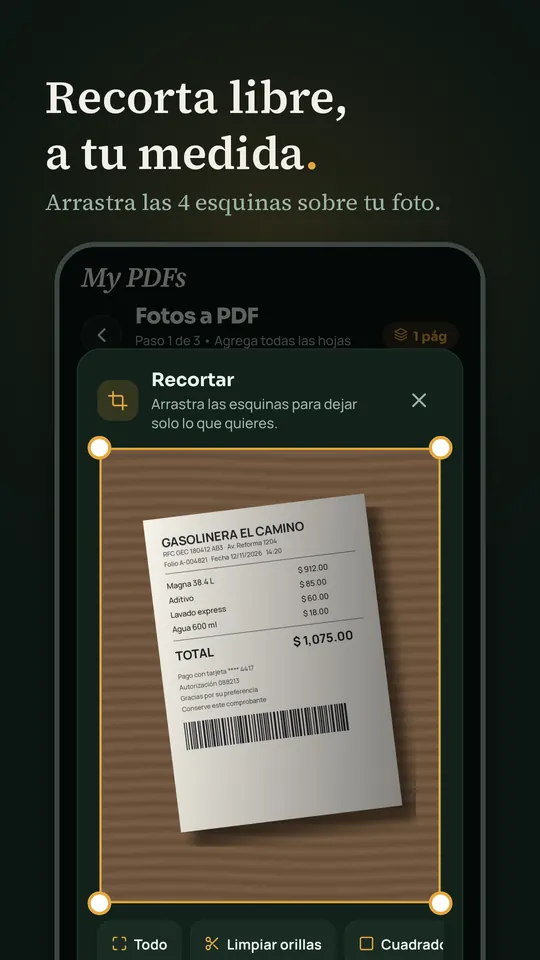 Recorta libre,
a tu medida.
Arrastra las 4 esquinas sobre tu foto.
My PDFs
Fotos a PDF
Paso 1 de 3 • Agrega todas las hojas
1 pág
Recortar
Arrastra las esquinas para dejar
solo lo que quieres.
GASOLINERA EL CAMINO
RFC GEC 180412 AB3 · Av. Reforma 1204
Folio A-004821 Fecha 12/11/2026 14:20
Magna 38.4 L $ 912.00
Aditivo $ 85.00
Lavado express $ 60.00
Agua 600 ml $ 18.00
TOTAL $ 1,075.00
Pago con tarjeta **** 4417
Autorización 088213
Gracias por su preferencia
Conserve este comprobante
Todo
Limpiar orillas
Cuadrado